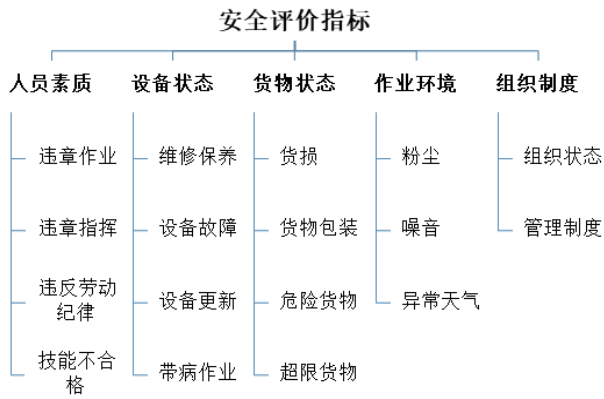 安全评价指标
人员素质
设备状态
货物状态
作业环境
组织制度
违章作业
违章指挥
违反劳动
纪律
技能不合
格
维修保养
设备故障
设备更新
带病作业
货损
货物包装
危险货物
超限货物
粉尘
噪音
异常天气
组织状态
管理制度